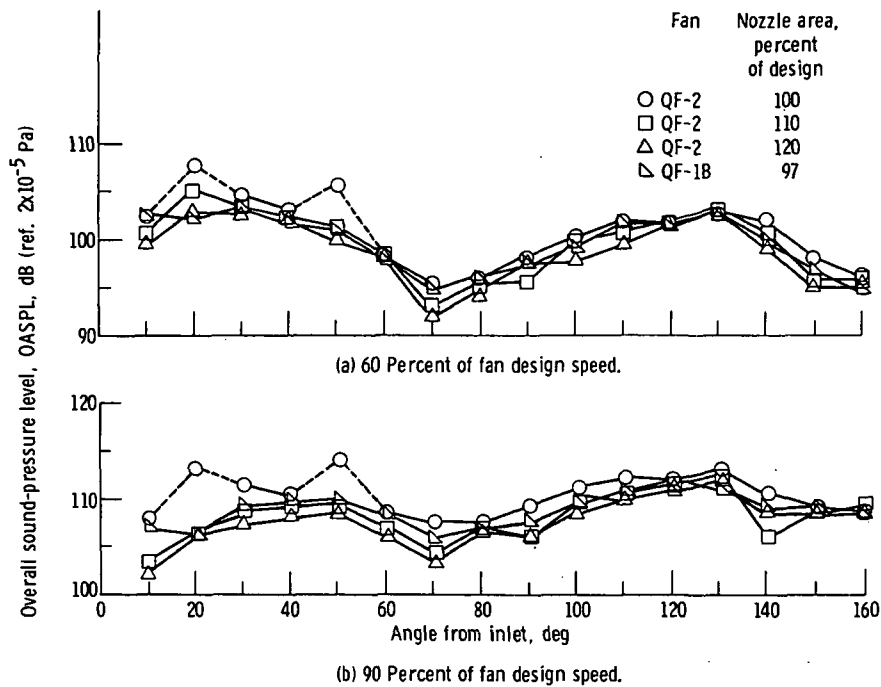 Fan Nozzle area,
percent
of design
QF-2 100
QF-2 110
QF-2 120
QF-1B 97
Overall sound-pressure level, OASPL, dB (ref. 2x10⁻⁵ Pa)
110
100
90
(a) 60 Percent of fan design speed.
120
110
100
0 20 40 60 80 100 120 140 160
Angle from inlet, deg
(b) 90 Percent of fan design speed.